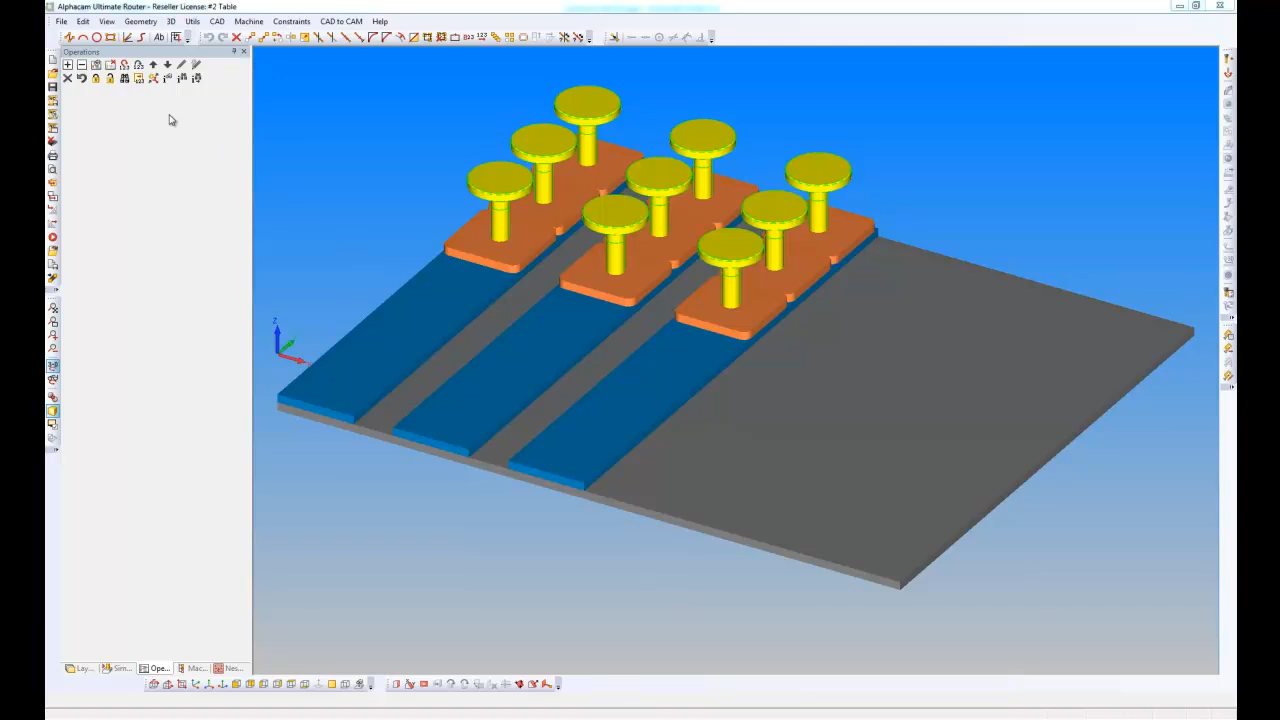 Alphacam Ultimate Router - Reseller License: #2 Table
File Edit View Geometry 3D Utils CAD Machine Constraints CAD to CAM Help
Ab
Operations
Z
Lay... Sim... Ope... Mac... Nes...